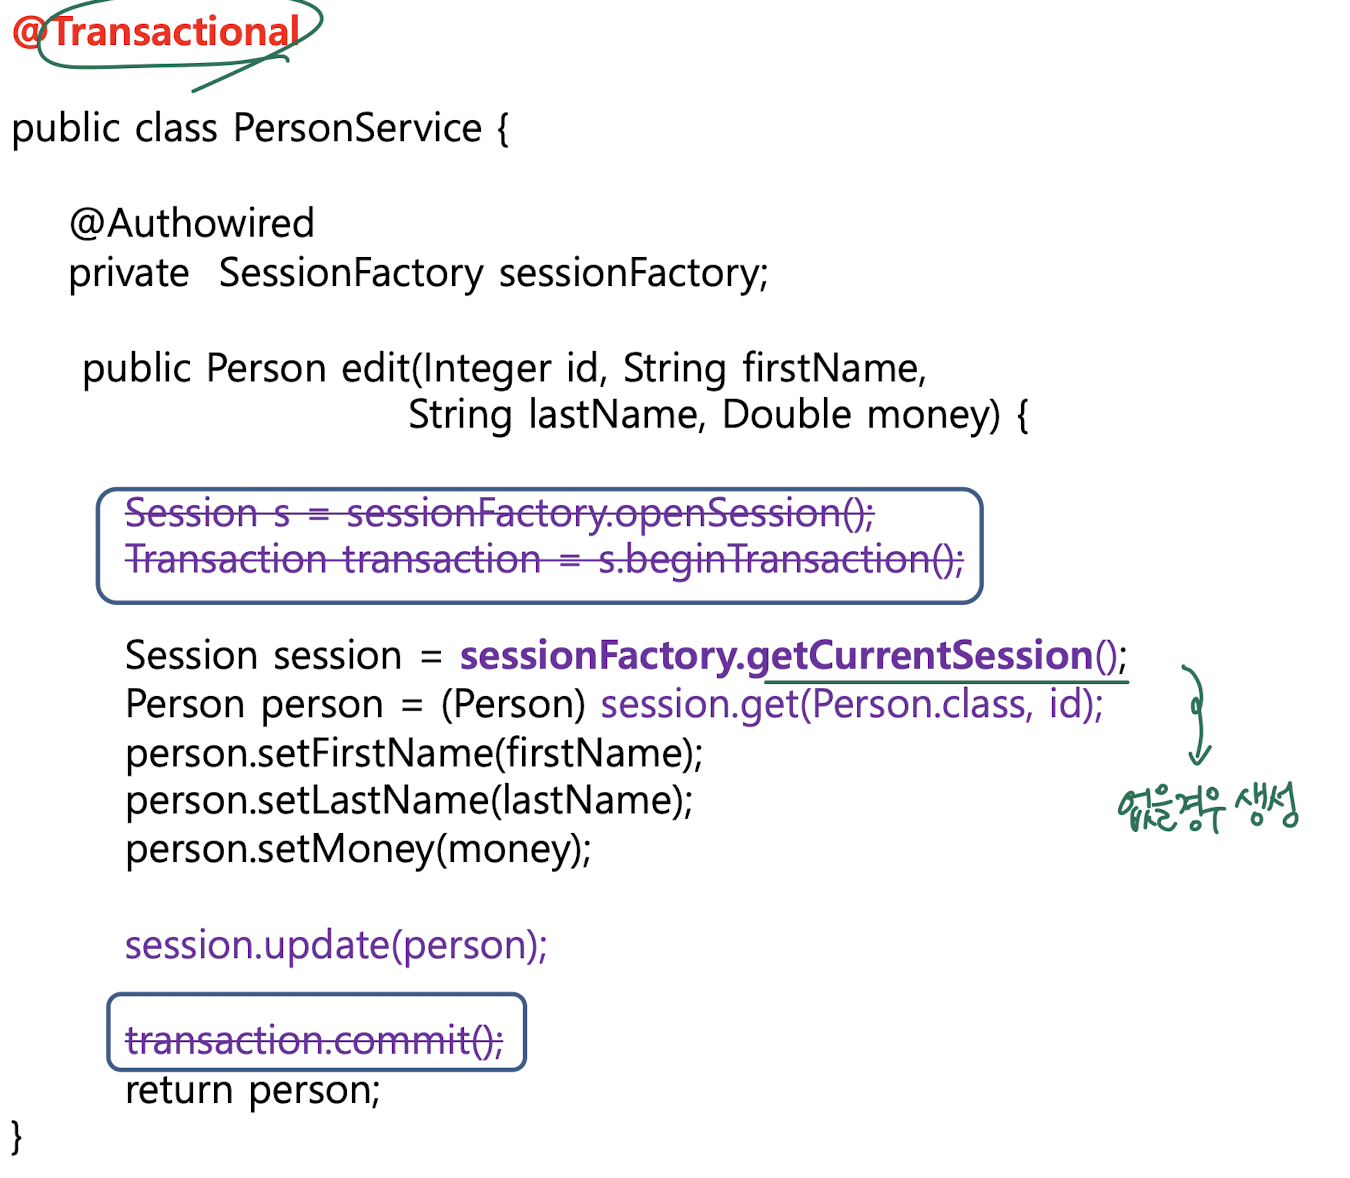 @Transactional
public class PersonService {
@Authowired
private SessionFactory sessionFactory;
public Person edit(Integer id, String firstName,
String lastName, Double money) {
Session s = sessionFactory.openSession();
Transaction transaction = s.beginTransaction();
Session session = sessionFactory.getCurrentSession();
Person person = (Person) session.get(Person.class, id);
person.setFirstName(firstName);
person.setLastName(lastName);
없을경우 생성
person.setMoney(money);
session.update(person);
transaction.commit();
return person;
}